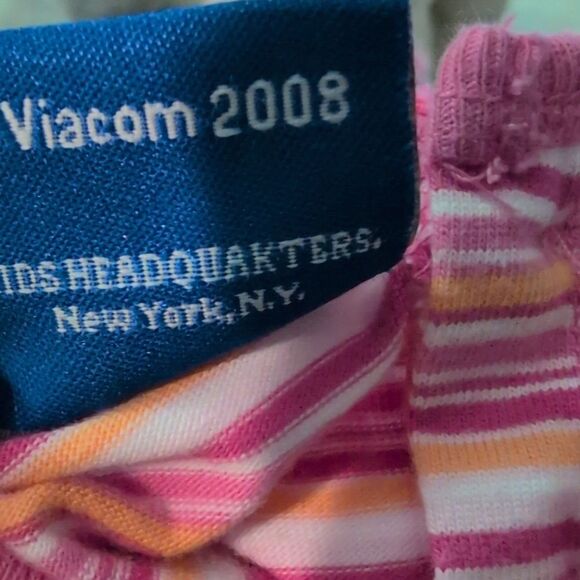 Viacom 2008
IDS HEADQUARTERS.
New York, N.Y.